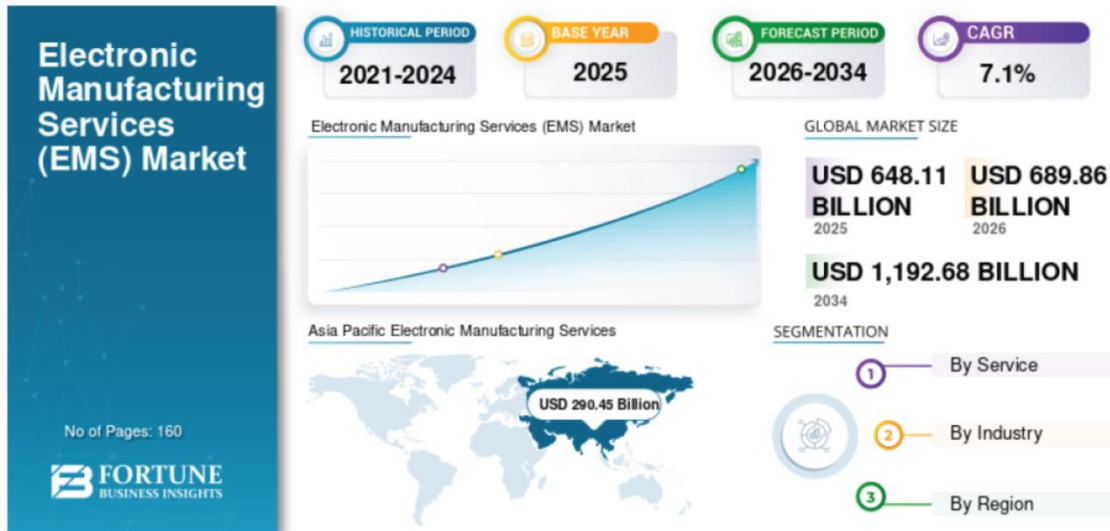 Electronic
Manufacturing
Services
(EMS) Market
No of Pages: 160
FORTUNE
BUSINESS INSIGHTS
HISTORICAL PERIOD
2021-2024
BASE YEAR
2025
FORECAST PERIOD
2026-2034
CAGR
7.1%
Electronic Manufacturing Services (EMS) Market
GLOBAL MARKET SIZE
USD 648.11
BILLION
2025
USD 689.86
BILLION
2026
USD 1,192.68 BILLION
2034
Asia Pacific Electronic Manufacturing Services
USD 290.45 Billion
SEGMENTATION
1 By Service
2 By Industry
3 By Region